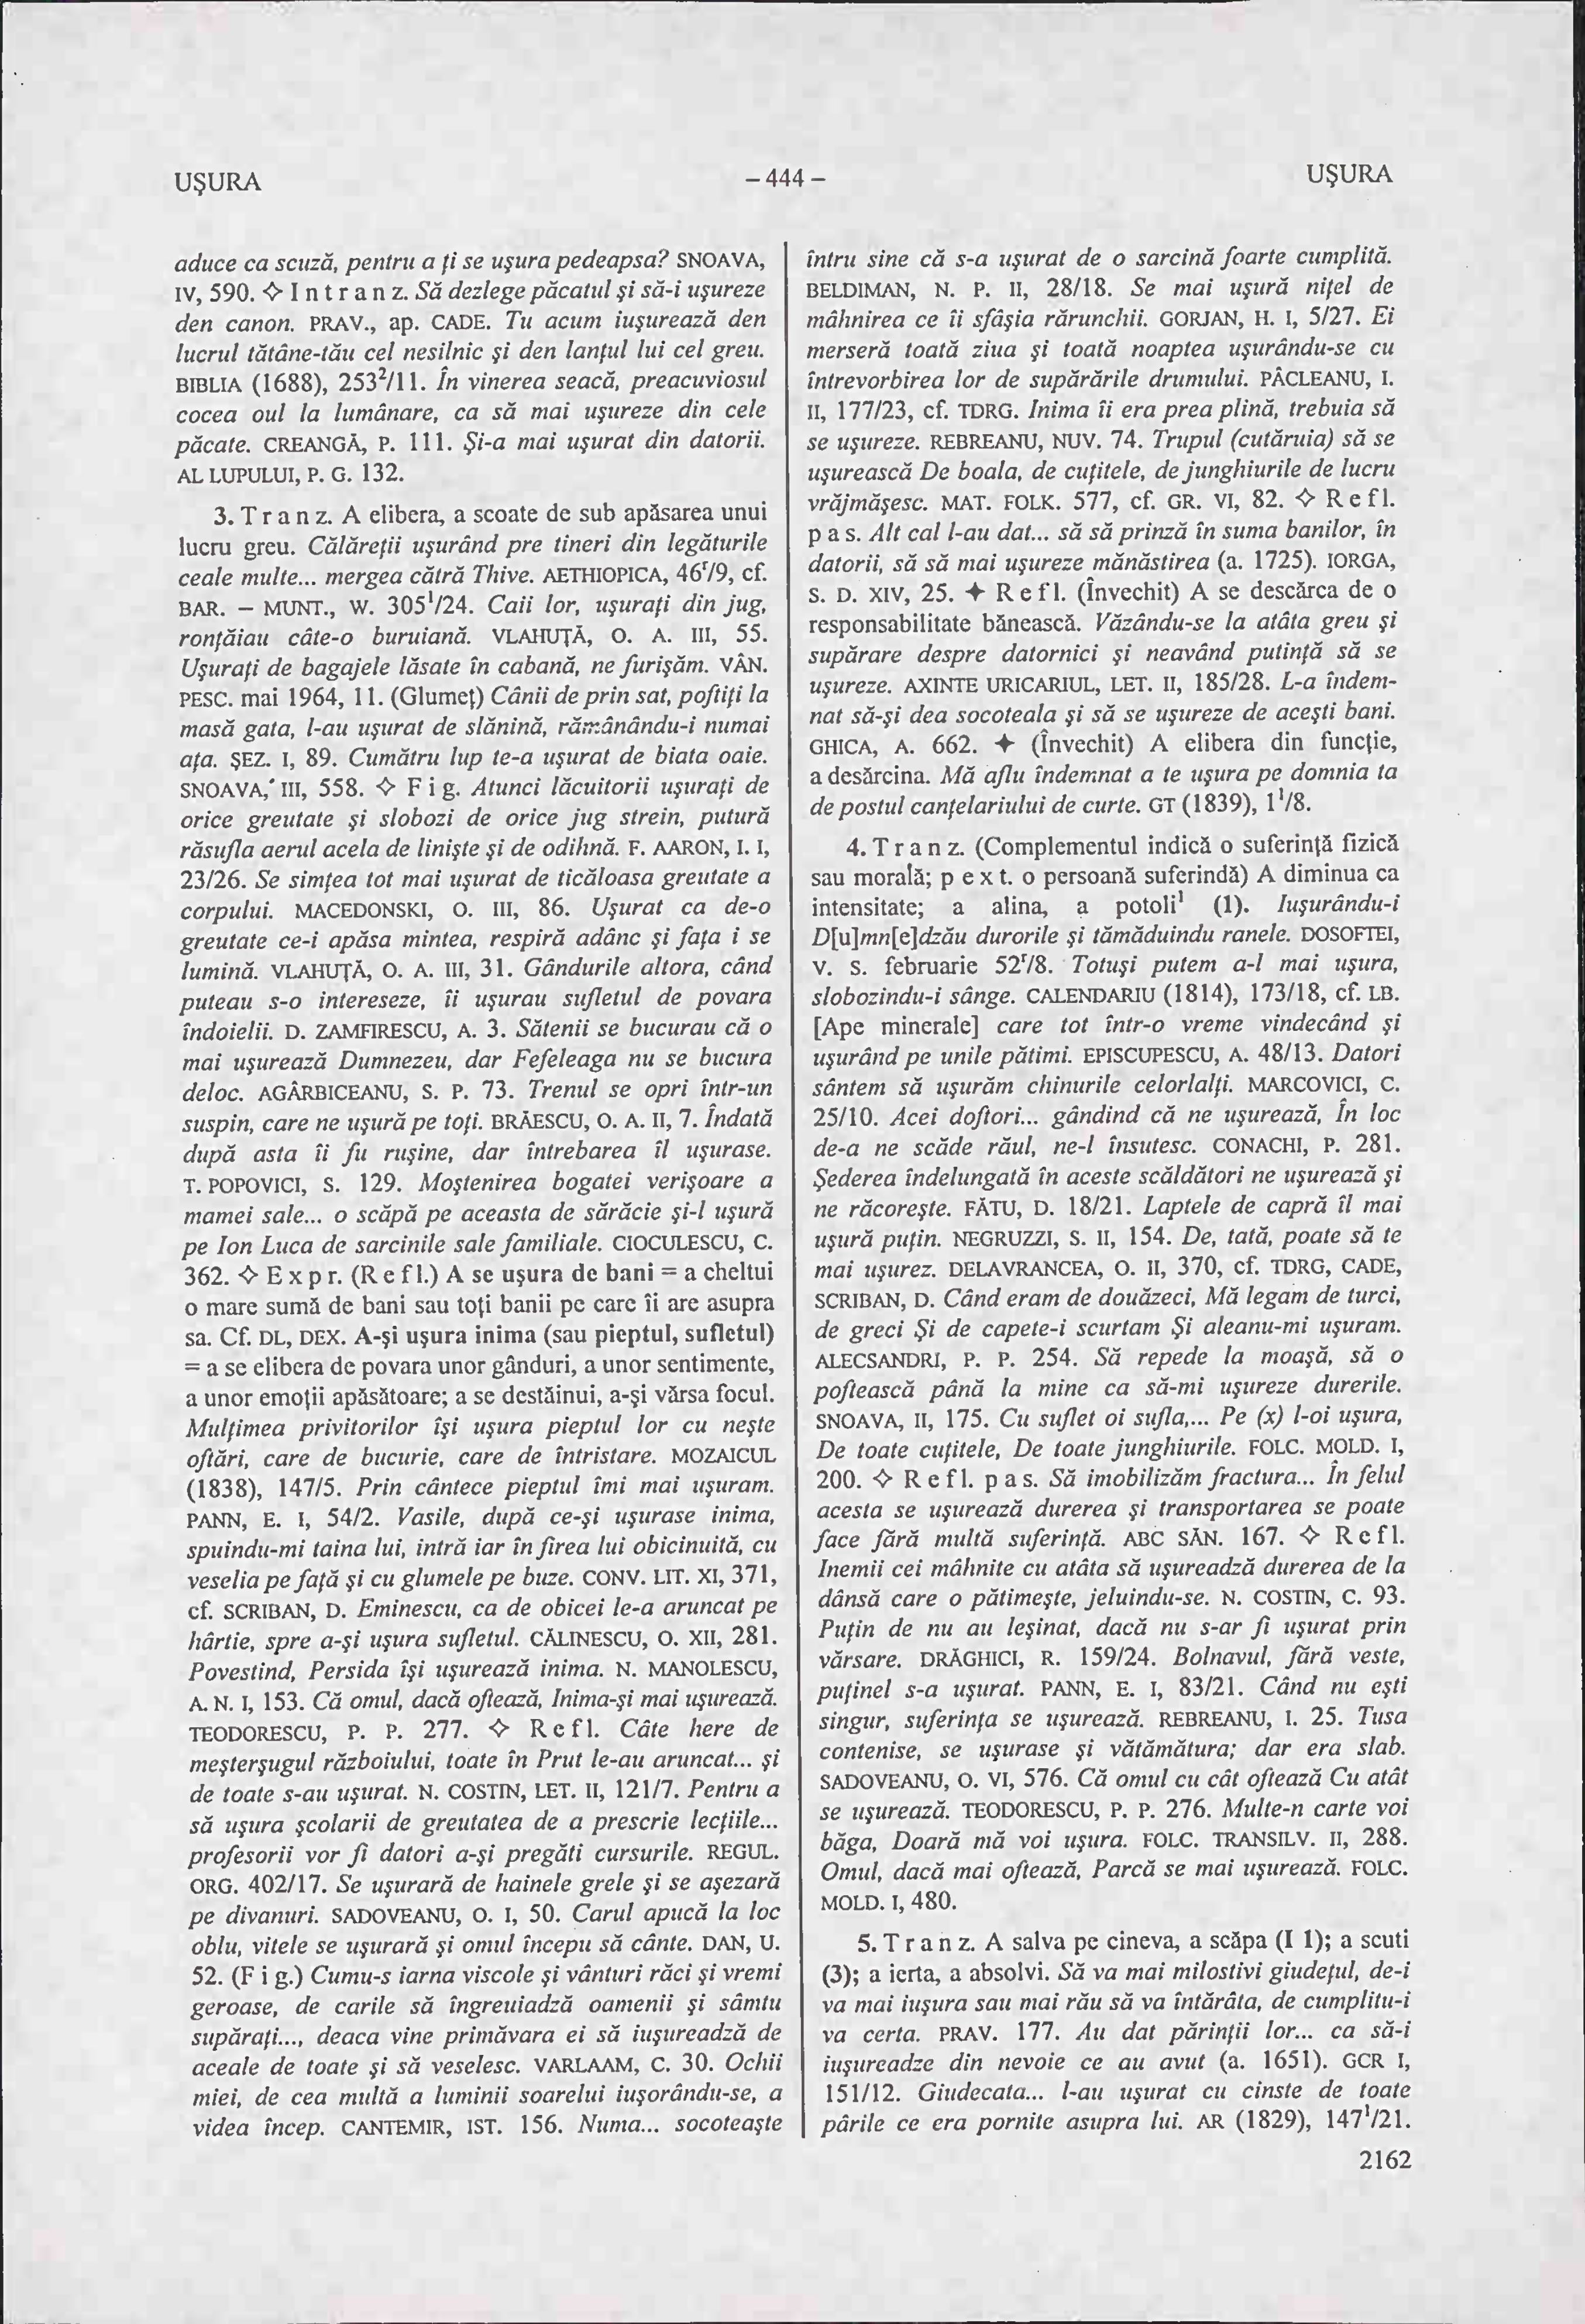 UŞURA
– 444 –
UŞURA
aduce ca scuză, pentru a ţi se uşura pedeapsa? SNOAVA,
IV, 590. ✧ I n t r a n z. Să dezlege păcatul şi să-i uşureze
den canon. PRAV., ap. CADE. Tu acum iuşurează den
lucrul tătâne-tău cel nesilnic şi den lanţul lui cel greu.
BIBLIA (1688), 253²/11. În vinerea seacă, preacuviosul
cocea oul la lumânare, ca să mai uşureze din cele
păcate. CREANGĂ, P. 111. Şi-a mai uşurat din datorii.
AL LUPULUI, P. G. 132.
3. T r a n z. A elibera, a scoate de sub apăsarea unui
lucru greu. Călăreţii uşurând pre tineri din legăturile
ceale multe... mergea cătră Thive. AETHIOPICA, 46ʳ/9, cf.
BAR. – MUNT., W. 305¹/24. Caii lor, uşuraţi din jug,
ronţăiau câte-o buruiană. VLAHUŢĂ, O. A. III, 55.
Uşuraţi de bagajele lăsate în cabană, ne furişăm. VÂN.
PESC. mai 1964, 11. (Glumeţ) Cânii de prin sat, poftiţi la
masă gata, l-au uşurat de slănină, rămânându-i numai
aţa. ŞEZ. I, 89. Cumătru lup te-a uşurat de biata oaie.
SNOAVA, III, 558. ✧ F i g. Atunci lăcuitorii uşuraţi de
orice greutate şi slobozi de orice jug strein, putură
răsufla aerul acela de linişte şi de odihnă. F. AARON, I. I,
23/26. Se simţea tot mai uşurat de ticăloasa greutate a
corpului. MACEDONSKI, O. III, 86. Uşurat ca de-o
greutate ce-i apăsa mintea, respiră adânc şi faţa i se
lumină. VLAHUŢĂ, O. A. III, 31. Gândurile altora, când
puteau s-o intereseze, îi uşurau sufletul de povara
îndoielii. D. ZAMFIRESCU, A. 3. Sătenii se bucurau că o
mai uşurează Dumnezeu, dar Fefeleaga nu se bucura
deloc. AGÂRBICEANU, S. P. 73. Trenul se opri într-un
suspin, care ne uşură pe toţi. BRĂESCU, O. A. II, 7. Îndată
după asta îi fu ruşine, dar întrebarea îl uşurase.
T. POPOVICI, S. 129. Moştenirea bogatei verişoare a
mamei sale... o scăpă pe aceasta de sărăcie şi-l uşură
pe Ion Luca de sarcinile sale familiale. CIOCULESCU, C.
362. ✧ E x p r. (R e f l.) A se uşura de bani = a cheltui
o mare sumă de bani sau toţi banii pe care îi are asupra
sa. Cf. DL, DEX. A-şi uşura inima (sau pieptul, sufletul)
= a se elibera de povara unor gânduri, a unor sentimente,
a unor emoţii apăsătoare; a se destăinui, a-şi vărsa focul.
Mulţimea privitorilor îşi uşura pieptul lor cu neşte
oftări, care de bucurie, care de întristare. MOZAICUL
(1838), 147/5. Prin cântece pieptul îmi mai uşuram.
PANN, E. I, 54/2. Vasile, după ce-şi uşurase inima,
spuindu-mi taina lui, intră iar în firea lui obicinuită, cu
veselia pe faţă şi cu glumele pe buze. CONV. LIT. XI, 371,
cf. SCRIBAN, D. Eminescu, ca de obicei le-a aruncat pe
hârtie, spre a-şi uşura sufletul. CĂLINESCU, O. XII, 281.
Povestind, Persida îşi uşurează inima. N. MANOLESCU,
A. N. I, 153. Că omul, dacă oftează, Inima-şi mai uşurează.
TEODORESCU, P. P. 277. ✧ R e f l. Câte here de
meşterşugul războiului, toate în Prut le-au aruncat... şi
de toate s-au uşurat. N. COSTIN, LET. II, 121/7. Pentru a
să uşura şcolarii de greutatea de a prescrie lecţiile...
profesorii vor fi datori a-şi pregăti cursurile. REGUL.
ORG. 402/17. Se uşurară de hainele grele şi se aşezară
pe divanuri. SADOVEANU, O. I, 50. Carul apucă la loc
oblu, vitele se uşurară şi omul începu să cânte. DAN, U.
52. (F i g.) Cumu-s iarna viscole şi vânturi răci şi vremi
geroase, de carile să îngreuiadză oamenii şi sâmtu
supăraţi..., deaca vine primăvara ei să iuşureadză de
aceale de toate şi să veselesc. VARLAAM, C. 30. Ochii
miei, de cea multă a luminii soarelui iuşorându-se, a
videa încep. CANTEMIR, IST. 156. Numa... socoteaşte
întru sine că s-a uşurat de o sarcină foarte cumplită.
BELDIMAN, N. P. II, 28/18. Se mai uşură niţel de
mâhnirea ce îi sfâşia rărunchii. GORJAN, H. I, 5/27. Ei
merseră toată ziua şi toată noaptea uşurându-se cu
întrevorbirea lor de supărările drumului. PÂCLEANU, I.
II, 177/23, cf. TDRG. Inima îi era prea plină, trebuia să
se uşureze. REBREANU, NUV. 74. Trupul (cutăruia) să se
uşurească De boala, de cuţitele, de junghiurile de lucru
vrăjmăşesc. MAT. FOLK. 577, cf. GR. VI, 82. ✧ R e f l.
p a s. Alt cal l-au dat... să să prinză în suma banilor, în
datorii, să să mai uşureze mănăstirea (a. 1725). IORGA,
S. D. XIV, 25. ✦ R e f l. (Învechit) A se descărca de o
responsabilitate bănească. Văzându-se la atâta greu şi
supărare despre datornici şi neavând putinţă să se
uşureze. AXINTE URICARIUL, LET. II, 185/28. L-a îndem-
nat să-şi dea socoteala şi să se uşureze de aceşti bani.
GHICA, A. 662. ✦ (Învechit) A elibera din funcţie,
a desărcina. Mă aflu îndemnat a te uşura pe domnia ta
de postul canţelariului de curte. GT (1839), 1¹/8.
4. T r a n z. (Complementul indică o suferinţă fizică
sau morală; p e x t. o persoană suferindă) A diminua ca
intensitate; a alina, a potoli¹ (1). Iuşurându-i
D[u]mn[e]dzău durorile şi tămăduindu ranele. DOSOFTEI,
V. S. februarie 52ʳ/8. Totuşi putem a-l mai uşura,
slobozindu-i sânge. CALENDARIU (1814), 173/18, cf. LB.
[Ape minerale] care tot într-o vreme vindecând şi
uşurând pe unile pătimi. EPISCUPESCU, A. 48/13. Datori
sântem să uşurăm chinurile celorlalţi. MARCOVICI, C.
25/10. Acei doftori... gândind că ne uşurează, În loc
de-a ne scăde răul, ne-l însutesc. CONACHI, P. 281.
Şederea îndelungată în aceste scăldători ne uşurează şi
ne răcoreşte. FĂTU, D. 18/21. Laptele de capră îl mai
uşură puţin. NEGRUZZI, S. II, 154. De, tată, poate să te
mai uşurez. DELAVRANCEA, O. II, 370, cf. TDRG, CADE,
SCRIBAN, D. Când eram de douăzeci, Mă legam de turci,
de greci Şi de capete-i scurtam Şi aleanu-mi uşuram.
ALECSANDRI, P. P. 254. Să repede la moaşă, să o
poftească până la mine ca să-mi uşureze durerile.
SNOAVA, II, 175. Cu suflet oi sufla,... Pe (x) l-oi uşura,
De toate cuţitele, De toate junghiurile. FOLC. MOLD. I,
200. ✧ R e f l. p a s. Să imobilizăm fractura... În felul
acesta se uşurează durerea şi transportarea se poate
face fără multă suferinţă. ABC SĂN. 167. ✧ R e f l.
Inemii cei mâhnite cu atâta să uşureadză durerea de la
dânsă care o pătimeşte, jeluindu-se. N. COSTIN, C. 93.
Puţin de nu au leşinat, dacă nu s-ar fi uşurat prin
vărsare. DRĂGHICI, R. 159/24. Bolnavul, fără veste,
puţinel s-a uşurat. PANN, E. I, 83/21. Când nu eşti
singur, suferinţa se uşurează. REBREANU, I. 25. Tusa
contenise, se uşurase şi vătămătura; dar era slab.
SADOVEANU, O. VI, 576. Că omul cu cât oftează Cu atât
se uşurează. TEODORESCU, P. P. 276. Multe-n carte voi
băga, Doară mă voi uşura. FOLC. TRANSILV. II, 288.
Omul, dacă mai oftează, Parcă se mai uşurează. FOLC.
MOLD. I, 480.
5. T r a n z. A salva pe cineva, a scăpa (I 1); a scuti
(3); a ierta, a absolvi. Să va mai milostivi giudeţul, de-i
va mai iuşura sau mai rău să va întărâta, de cumplitu-i
va certa. PRAV. 177. Au dat părinţii lor... ca să-i
iuşureadze din nevoie ce au avut (a. 1651). GCR I,
151/12. Giudecata... l-au uşurat cu cinste de toate
pârile ce era pornite asupra lui. AR (1829), 147¹/21.
2162